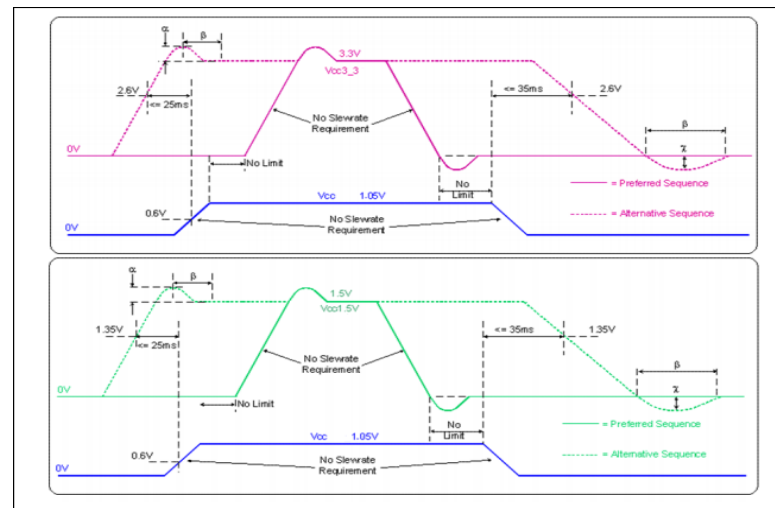 α
β
3.3V
Vcc3_3
2.6V
<= 25ms
<= 35ms
2.6V
No Slewrate
Requirement
β
χ
0V
No Limit
No
Limit
= Preferred Sequence
Vcc 1.05V
0.6V
No Slewrate
Requirement
= Alternative Sequence
0V
α
β
1.5V
Vcc1.5V
1.35V
<= 25ms
<= 35ms
1.35V
No Slewrate
Requirement
β
χ
0V
No Limit
No
Limit
= Preferred Sequence
Vcc 1.05V
0.6V
No Slewrate
Requirement
= Alternative Sequence
0V